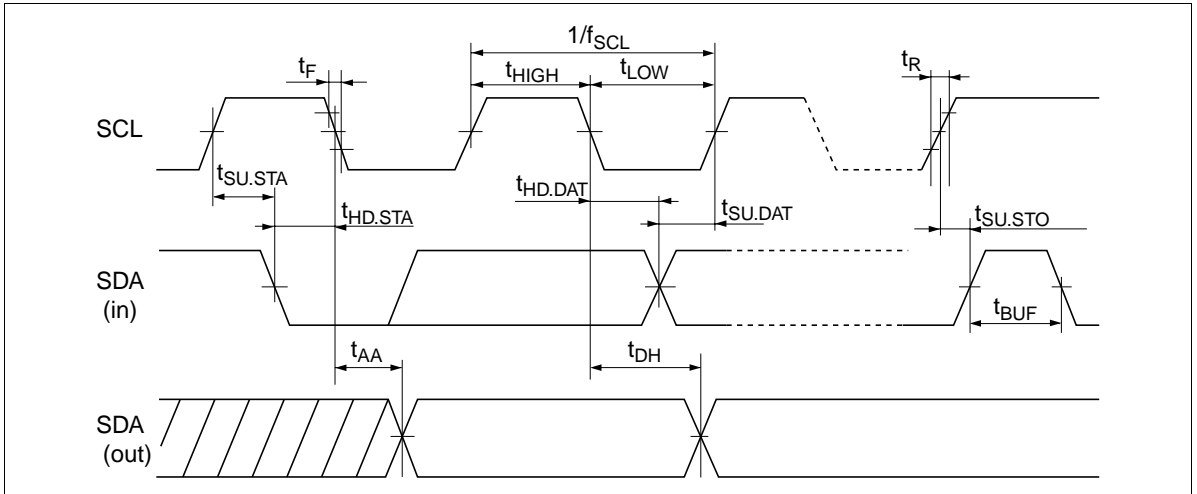 1/fSCL
tF
tHIGH
tLOW
tR
SCL
tSU.STA
tHD.DAT
tHD.STA
tSU.DAT
tSU.STO
SDA
(in)
tBUF
tAA
tDH
SDA
(out)